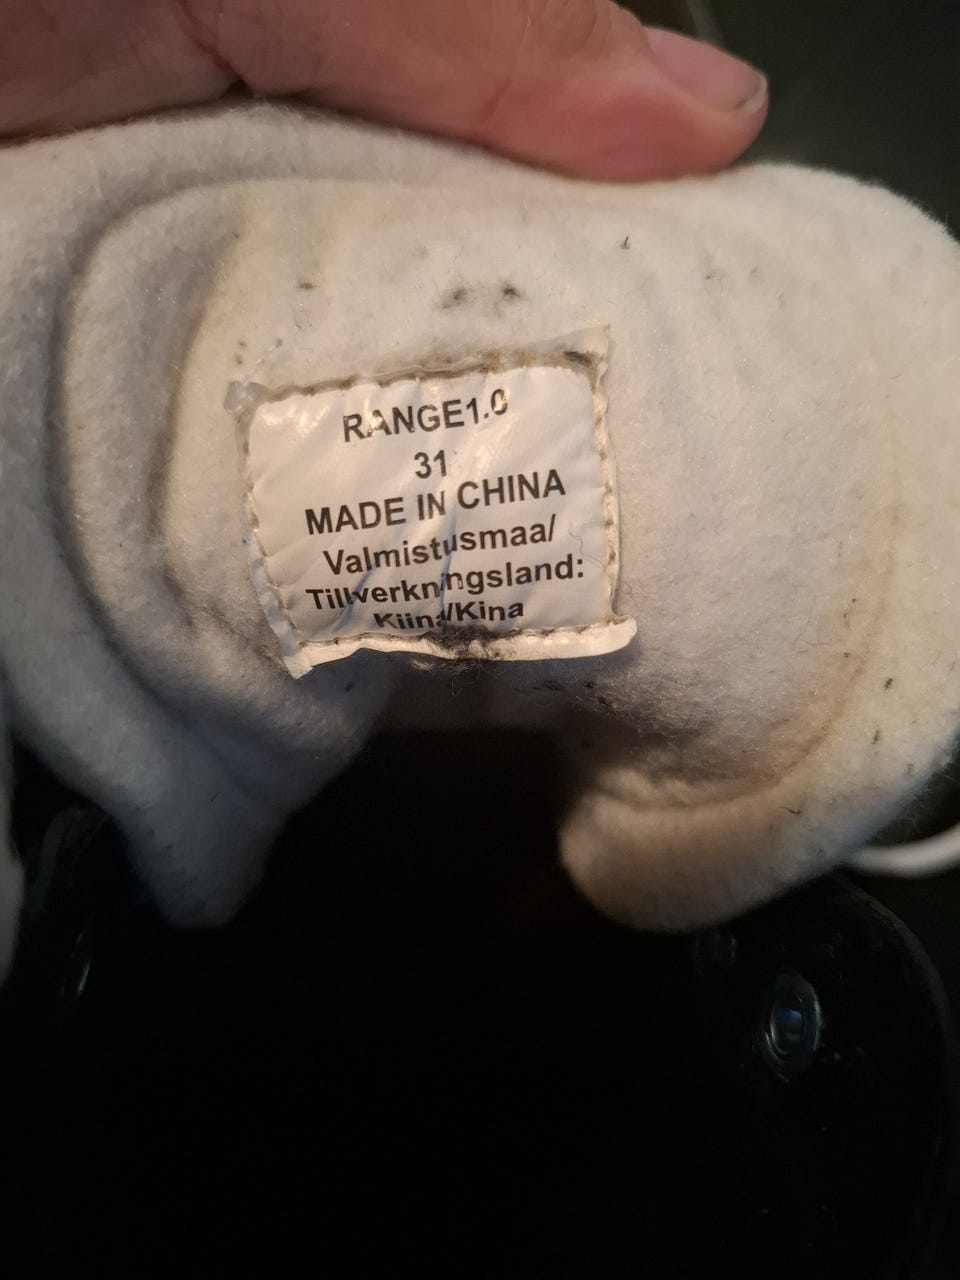 RANGE1.0
31
MADE IN CHINA
Valmistusmaa/
Tillverkningsland:
Kiina/Kina